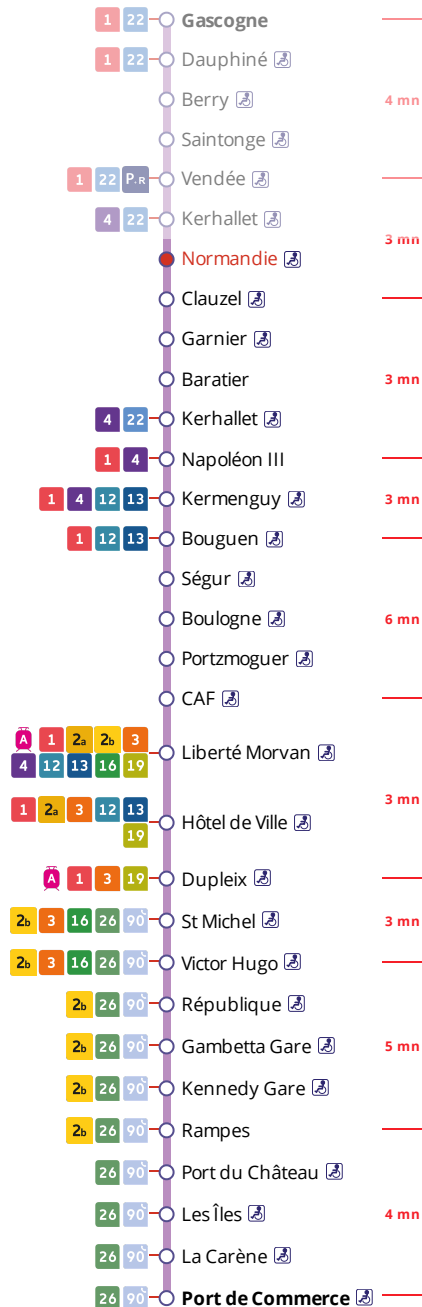 1 22 Gascogne
1 22 Dauphiné
Berry 4 mn
Saintonge
1 22 P+R Vendée
4 22 Kerhallet
3 mn
Normandie
Clauzel
Garnier
Baratier 3 mn
4 22 Kerhallet
1 4 Napoléon III
1 4 12 13 Kermenguy 3 mn
1 12 13 Bouguen
Ségur
Boulogne 6 mn
Portzmoguer
CAF
A 1 2a 2b 3
4 12 13 16 19
Liberté Morvan
3 mn
1 2a 3 12 13
19
Hôtel de Ville
A 1 3 19 Dupleix
2b 3 16 26 90 St Michel 3 mn
2b 3 16 26 90 Victor Hugo
2b 26 90 République
2b 26 90 Gambetta Gare 5 mn
2b 26 90 Kennedy Gare
2b 26 90 Rampes
26 90 Port du Château
26 90 Les Îles 4 mn
26 90 La Carène
26 90 Port de Commerce